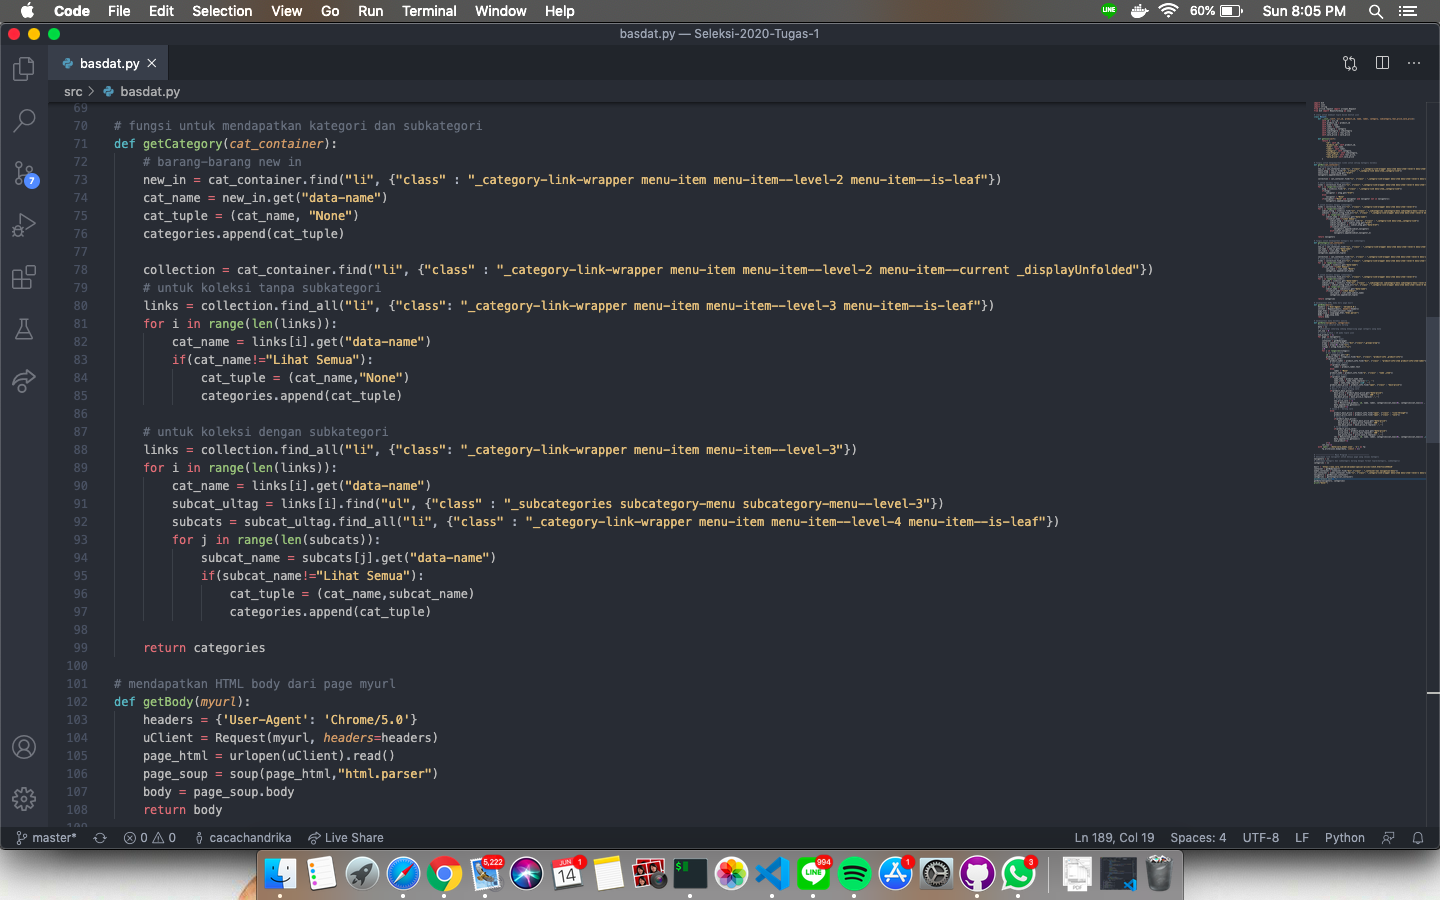 Code File Edit Selection View Go Run Terminal Window Help LINE 60% Sun 8:05 PM
basdat.py — Seleksi-2020-Tugas-1
basdat.py
src > basdat.py
69
70 # fungsi untuk mendapatkan kategori dan subkategori
71 def getCategory(cat_container):
72 # barang-barang new in
73 new_in = cat_container.find("li", {"class" : "_category-link-wrapper menu-item menu-item--level-2 menu-item--is-leaf"})
74 cat_name = new_in.get("data-name")
75 cat_tuple = (cat_name, "None")
76 categories.append(cat_tuple)
77
78 collection = cat_container.find("li", {"class" : "_category-link-wrapper menu-item menu-item--level-2 menu-item--current _displayUnfolded"})
79 # untuk koleksi tanpa subkategori
80 links = collection.find_all("li", {"class": "_category-link-wrapper menu-item menu-item--level-3 menu-item--is-leaf"})
81 for i in range(len(links)):
82 cat_name = links[i].get("data-name")
83 if(cat_name!="Lihat Semua"):
84 cat_tuple = (cat_name,"None")
85 categories.append(cat_tuple)
86
87 # untuk koleksi dengan subkategori
88 links = collection.find_all("li", {"class": "_category-link-wrapper menu-item menu-item--level-3"})
89 for i in range(len(links)):
90 cat_name = links[i].get("data-name")
91 subcat_ultag = links[i].find("ul", {"class" : "_subcategories subcategory-menu subcategory-menu--level-3"})
92 subcats = subcat_ultag.find_all("li", {"class" : "_category-link-wrapper menu-item menu-item--level-4 menu-item--is-leaf"})
93 for j in range(len(subcats)):
94 subcat_name = subcats[j].get("data-name")
95 if(subcat_name!="Lihat Semua"):
96 cat_tuple = (cat_name,subcat_name)
97 categories.append(cat_tuple)
98
99 return categories
100
101 # mendapatkan HTML body dari page myurl
102 def getBody(myurl):
103 headers = {'User-Agent': 'Chrome/5.0'}
104 uClient = Request(myurl, headers=headers)
105 page_html = urlopen(uClient).read()
106 page_soup = soup(page_html,"html.parser")
107 body = page_soup.body
108 return body
7
master* 0 0 cacachandrika Live Share Ln 189, Col 19 Spaces: 4 UTF-8 LF Python
5,222 JUN 14 1 LINE 994 1 3 PDF